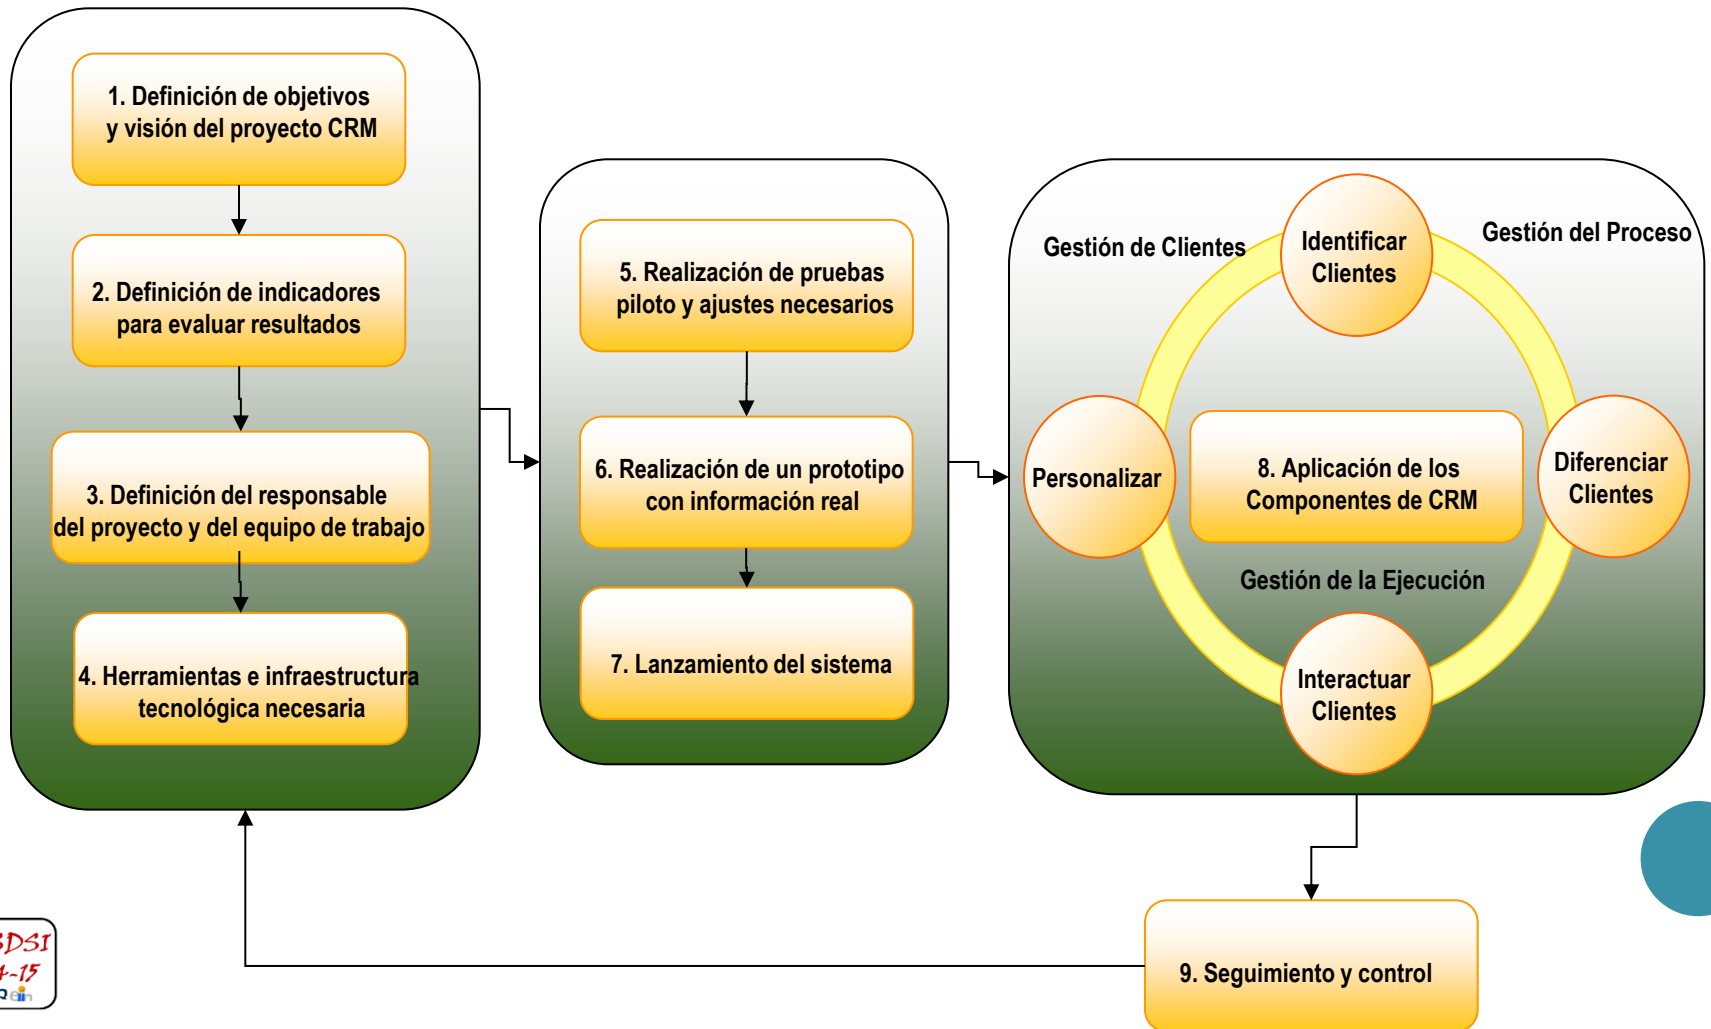 1. Definición de objetivos
y visión del proyecto CRM
2. Definición de indicadores
para evaluar resultados
3. Definición del responsable
del proyecto y del equipo de trabajo
4. Herramientas e infraestructura
tecnológica necesaria
5. Realización de pruebas
piloto y ajustes necesarios
6. Realización de un prototipo
con información real
7. Lanzamiento del sistema
Gestión de Clientes
Gestión del Proceso
Identificar
Clientes
Personalizar
8. Aplicación de los
Componentes de CRM
Diferenciar
Clientes
Gestión de la Ejecución
Interactuar
Clientes
9. Seguimiento y control